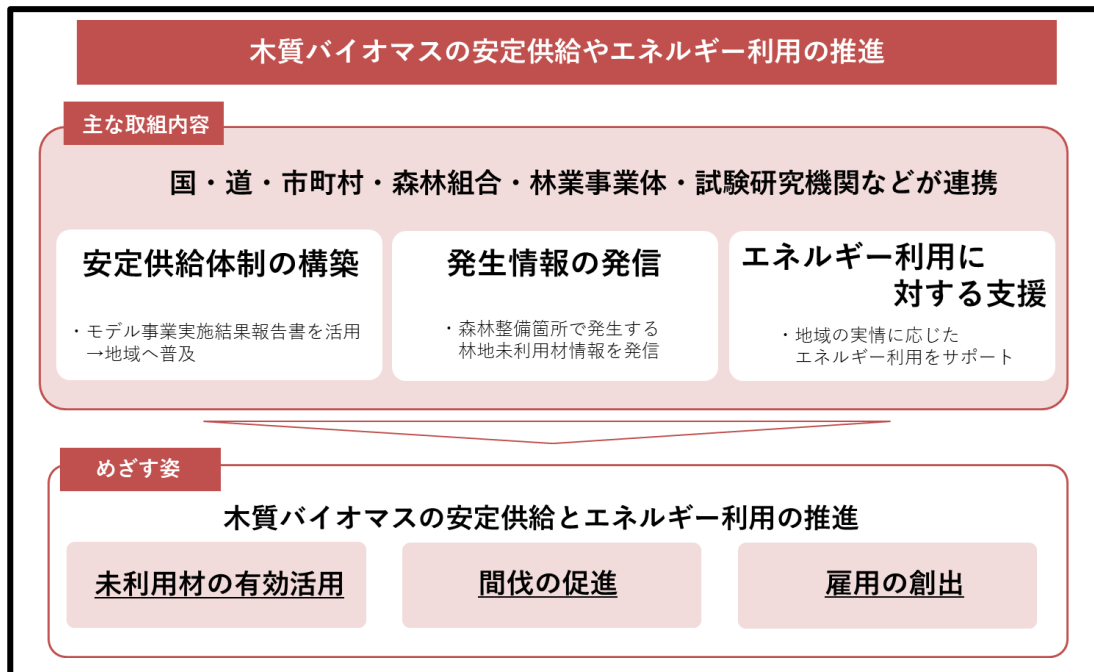 木質バイオマスの安定供給やエネルギー利用の推進
主な取組内容
国・道・市町村・森林組合・林業事業体・試験研究機関などが連携
安定供給体制の構築
・モデル事業実施結果報告書を活用
→地域へ普及
発生情報の発信
・森林整備箇所で発生する
林地未利用材情報を発信
エネルギー利用に
対する支援
・地域の実情に応じた
エネルギー利用をサポート
めざす姿
木質バイオマスの安定供給とエネルギー利用の推進
未利用材の有効活用
間伐の促進
雇用の創出